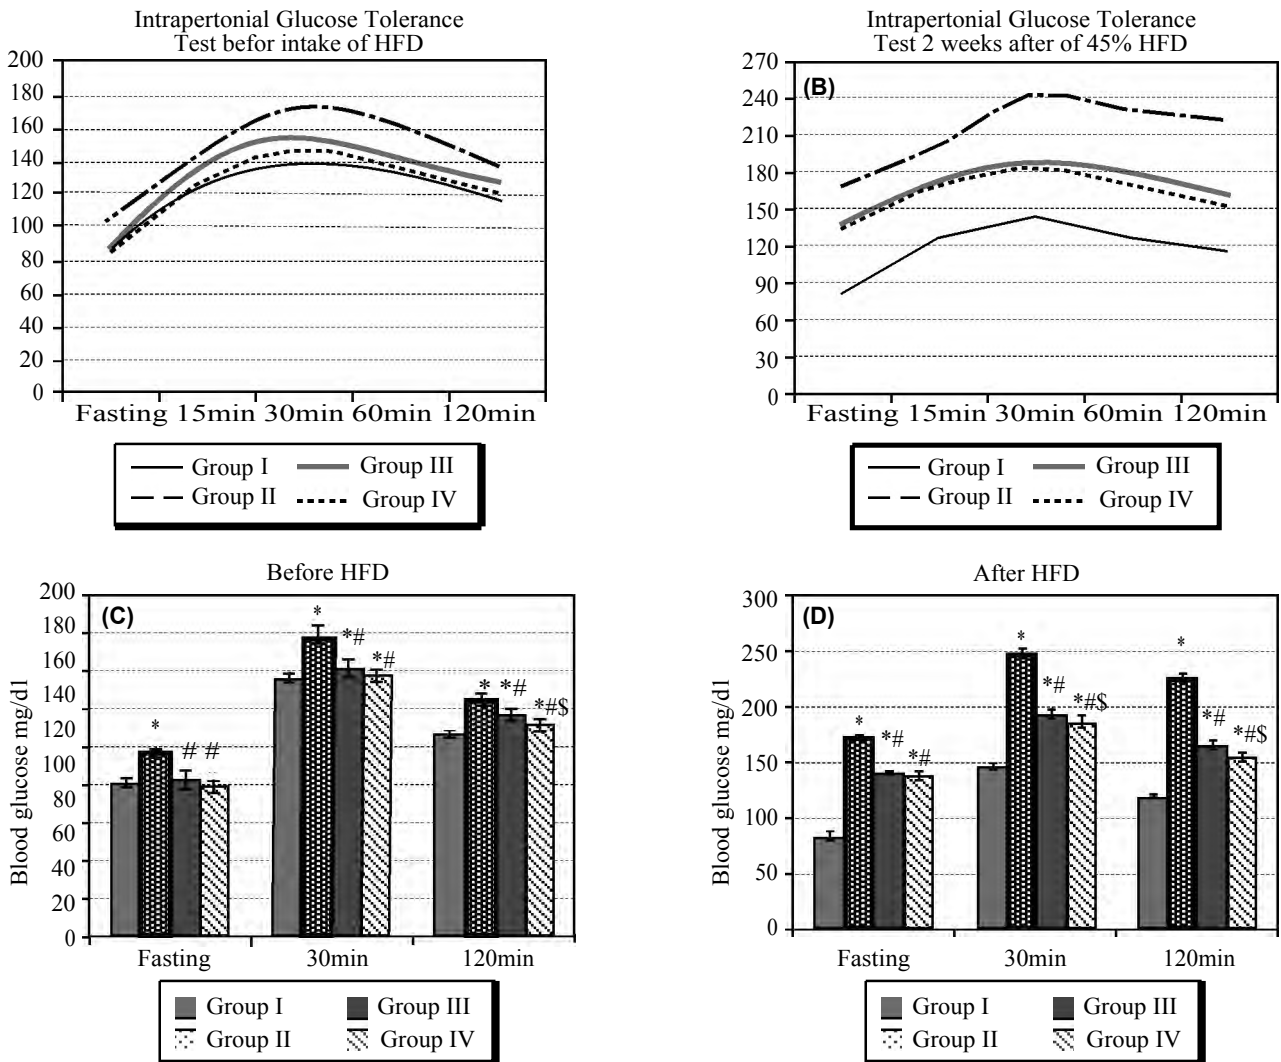 Intrapertonial Glucose Tolerance
Test befor intake of HFD
200
180
160
140
120
100
80
60
40
20
0
Fasting 15min 30min 60min 120min
Group I
Group III
Group II
Group IV
Intrapertonial Glucose Tolerance
Test 2 weeks after of 45% HFD
(B)
270
240
210
180
150
120
90
60
30
0
Fasting 15min 30min 60min 120min
Group I
Group III
Group II
Group IV
Before HFD
(C)
Blood glucose mg/dl
200
180
160
140
120
100
80
60
40
20
0
*
# #
*
*#
*#
* *#
*#$
Fasting
30min
120min
Group I
Group III
Group II
Group IV
After HFD
(D)
Blood glucose mg/dl
300
250
200
150
100
50
0
*
*#
*#
*
*#
*#$
*
*#
*#$
Fasting
30min
120min
Group I
Group III
Group II
Group IV